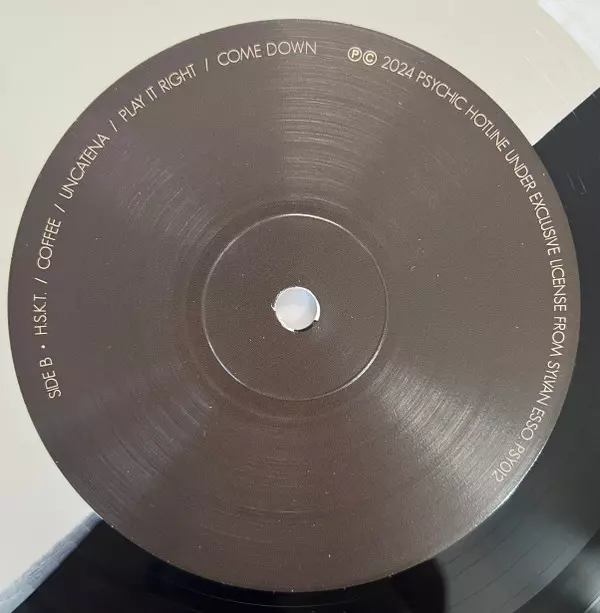 SIDE B • H.S.K.T. / COFFEE / UNCATENA / PLAY IT RIGHT / COME DOWN
℗© 2024 PSYCHIC HOTLINE UNDER EXCLUSIVE LICENSE FROM SYLVAN ESSO. PSY012